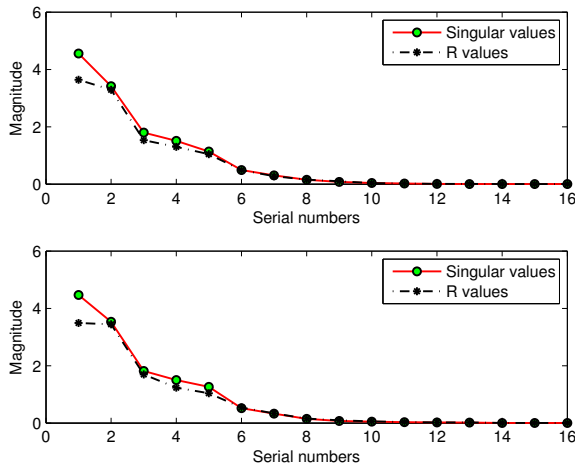 6
4
2
0
Magnitude
Singular values
R values
0 2 4 6 8 10 12 14 16
Serial numbers
6
4
2
0
Magnitude
Singular values
R values
0 2 4 6 8 10 12 14 16
Serial numbers